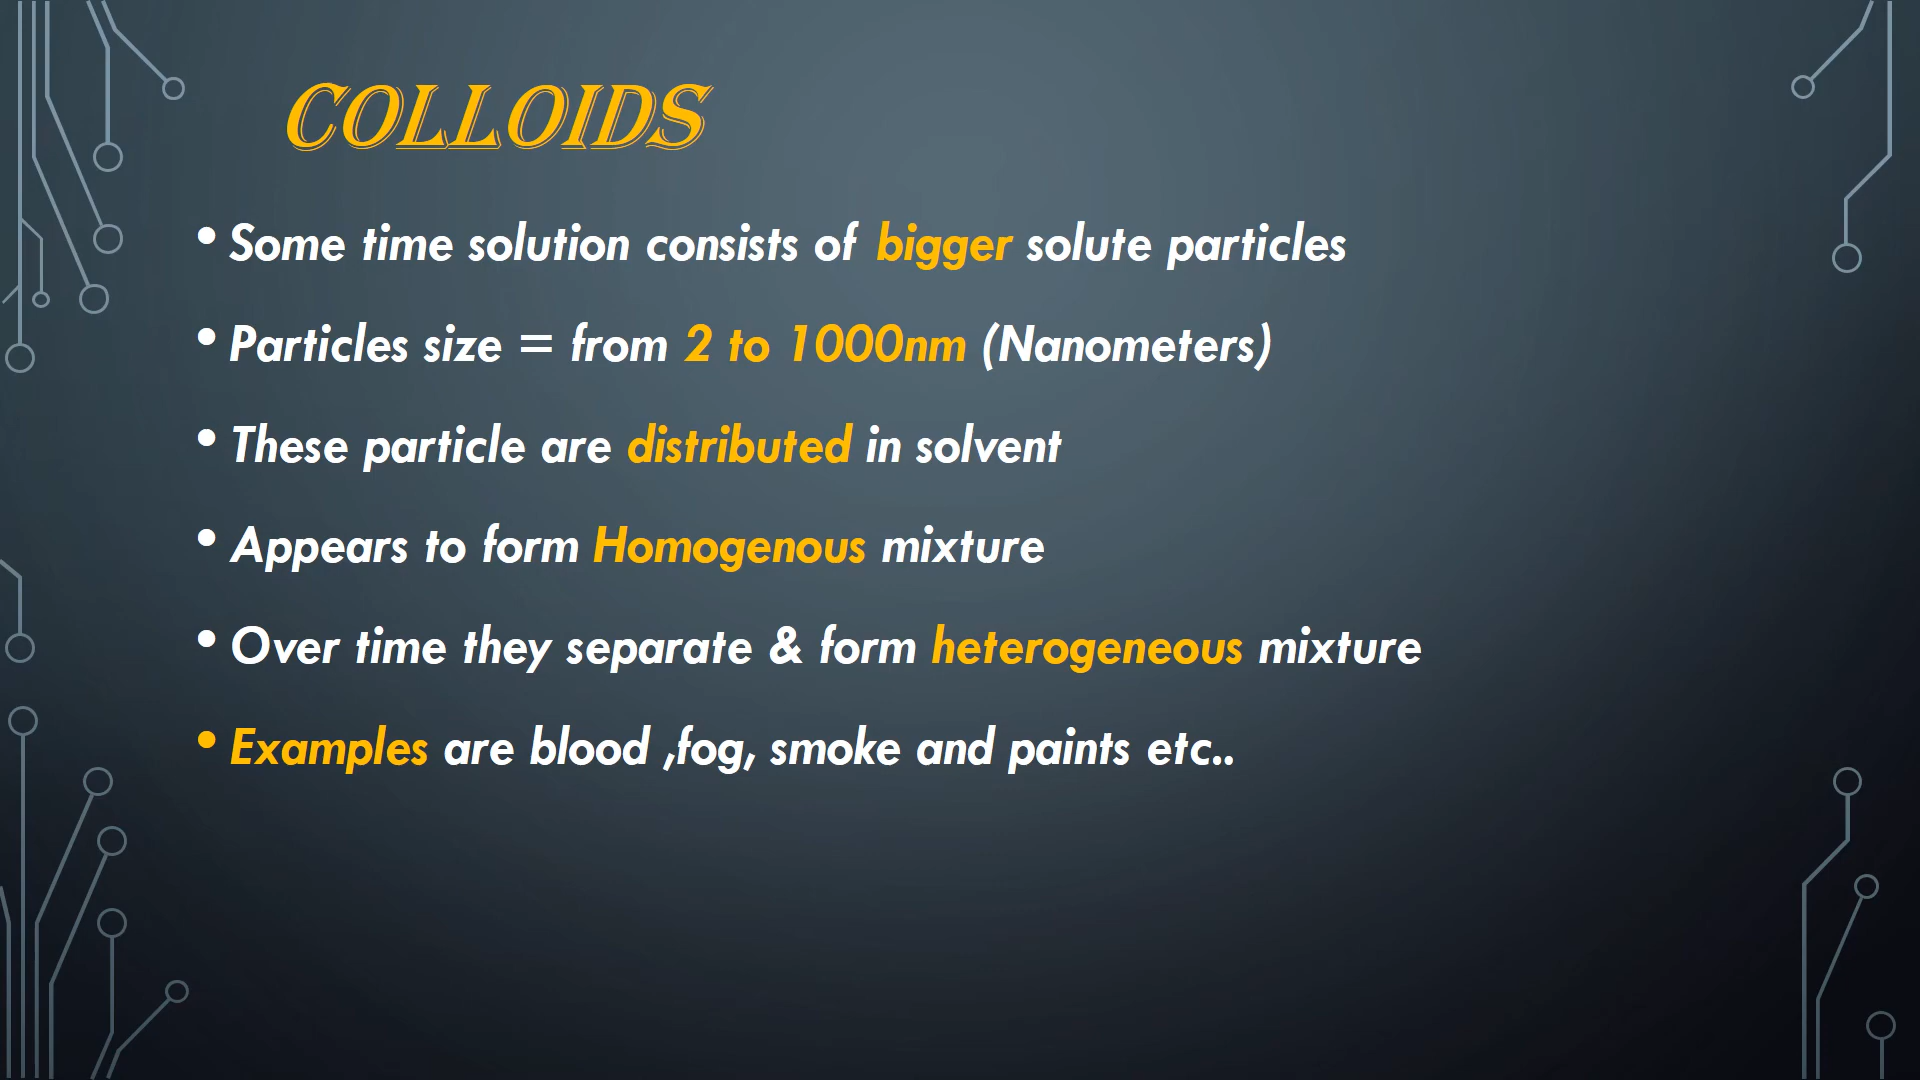 COLLOIDS
• Some time solution consists of bigger solute particles
• Particles size = from 2 to 1000nm (Nanometers)
• These particle are distributed in solvent
• Appears to form Homogenous mixture
• Over time they separate & form heterogeneous mixture
• Examples are blood ,fog, smoke and paints etc..